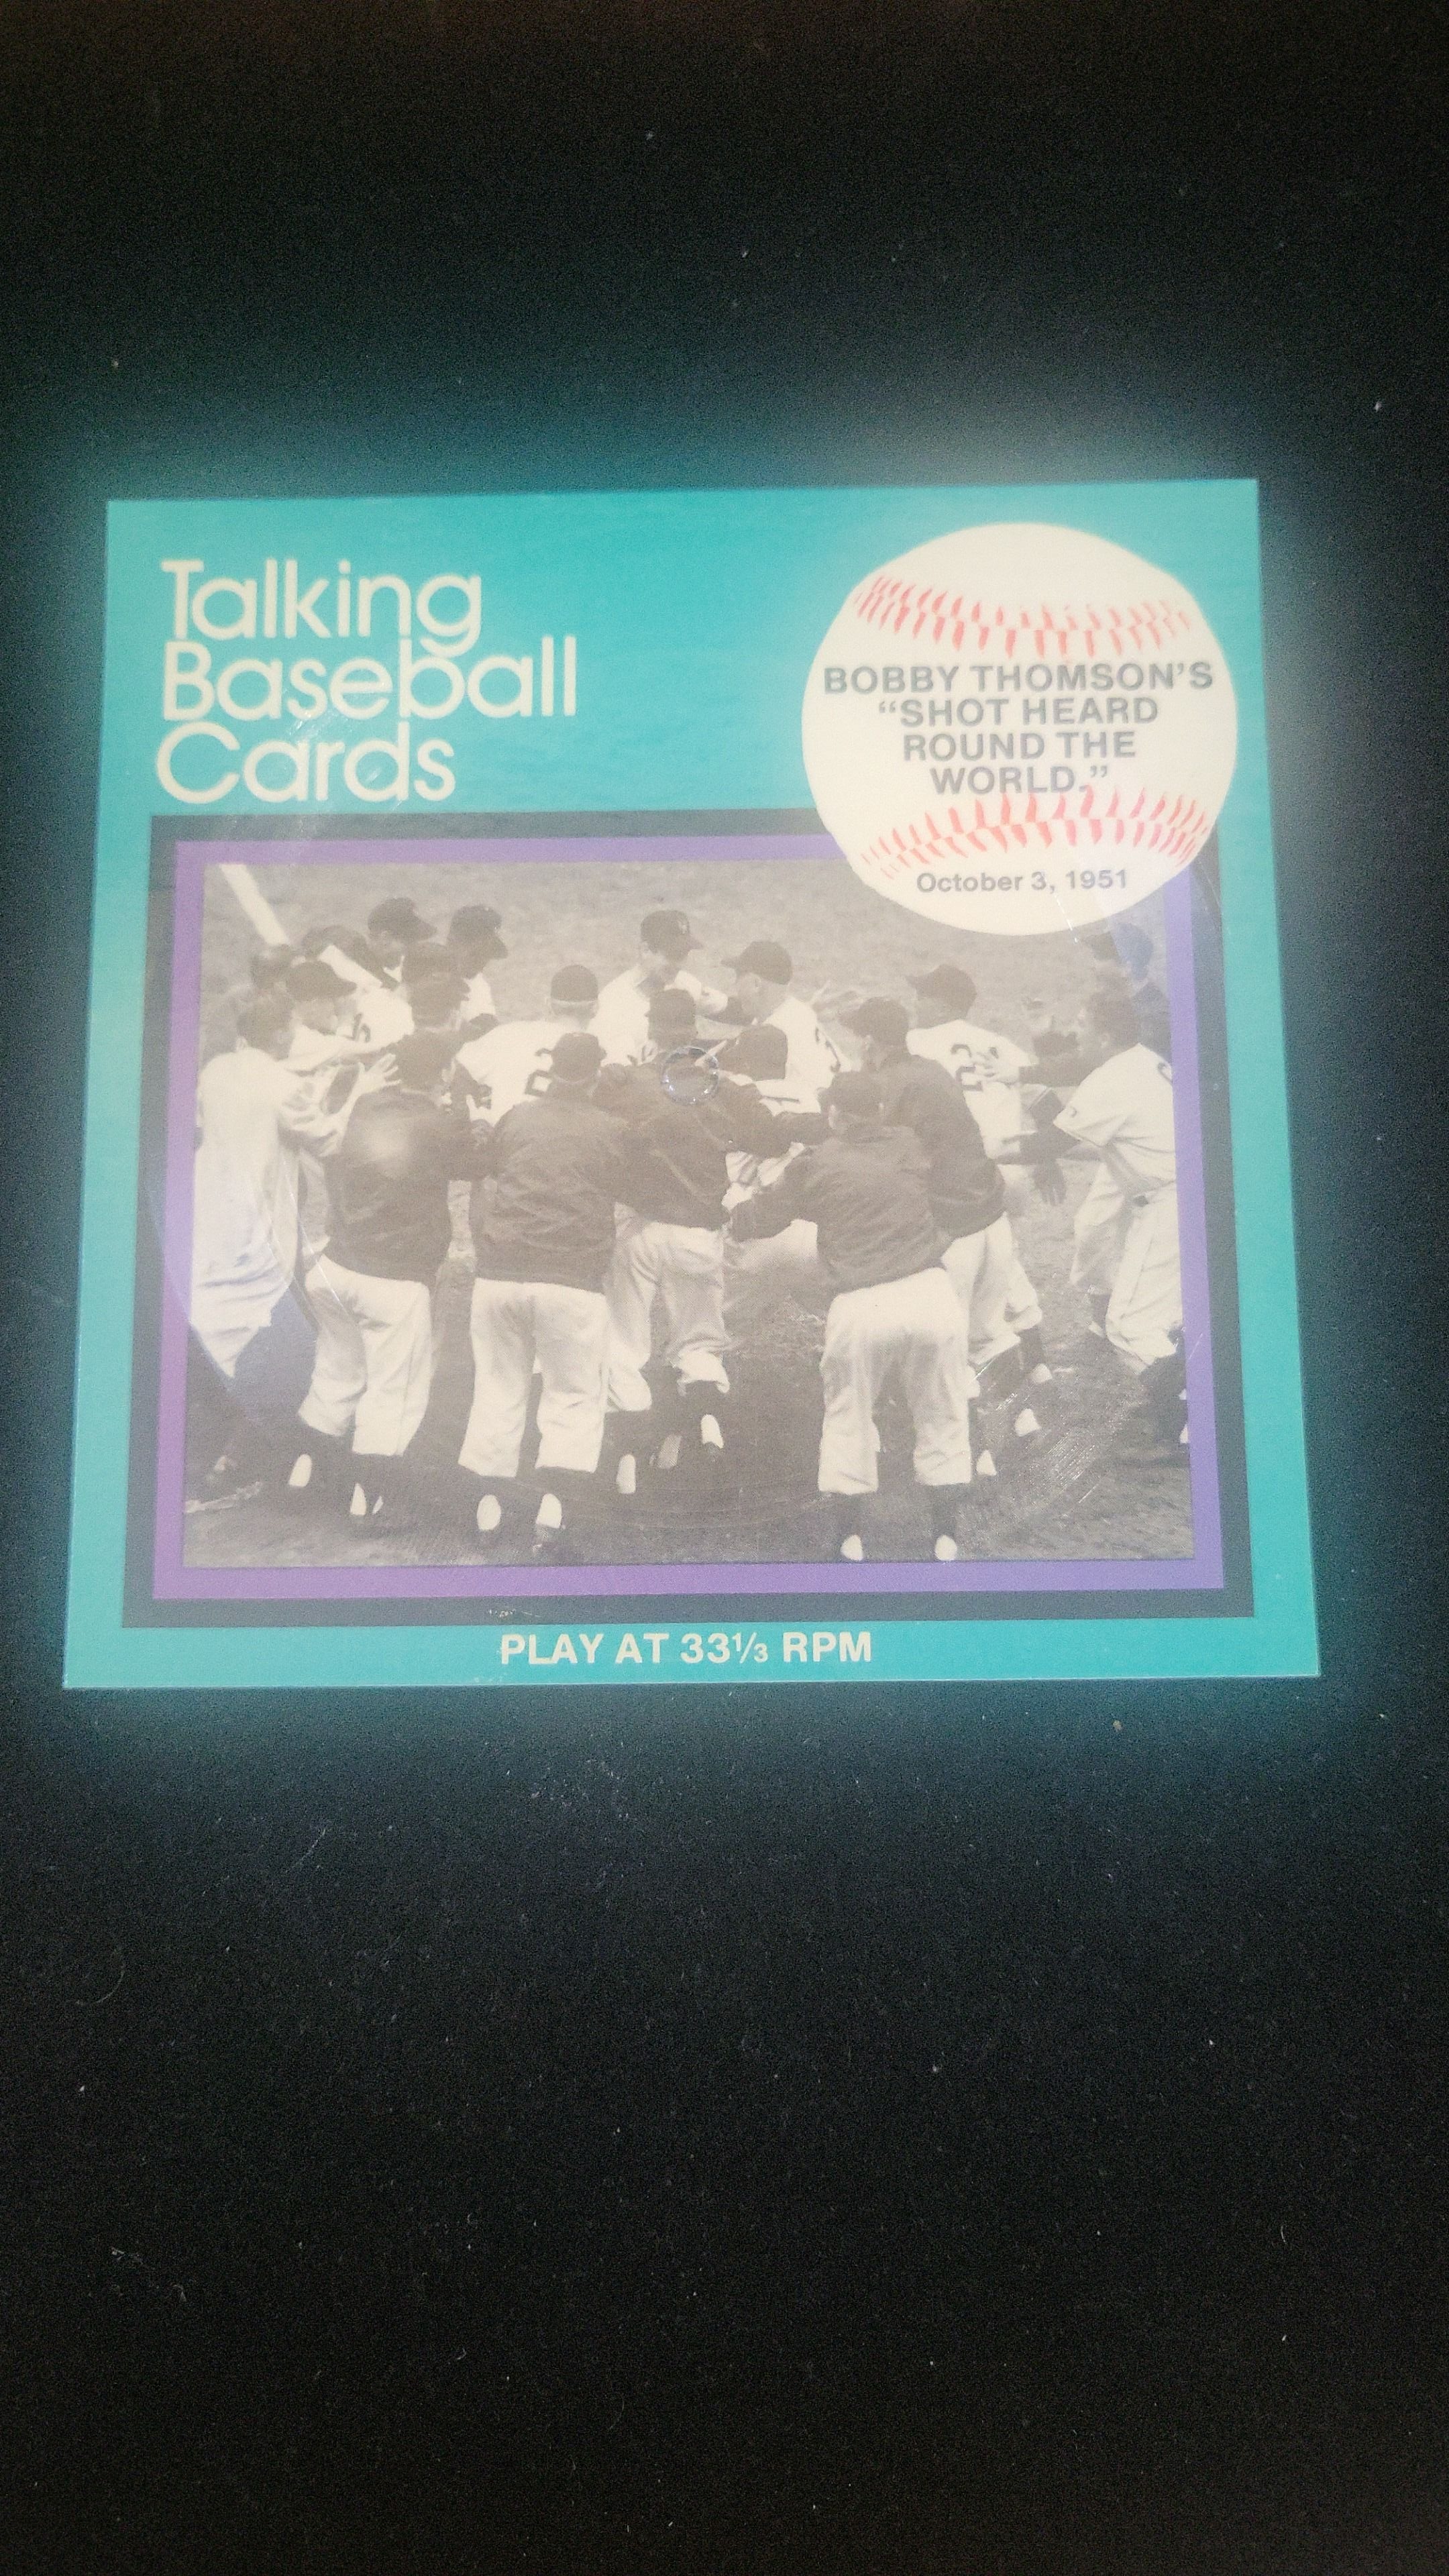 Talking
Baseball
Cards
BOBBY THOMSON'S
“SHOT HEARD
ROUND THE
WORLD.”
October 3, 1951
PLAY AT 33⅓ RPM